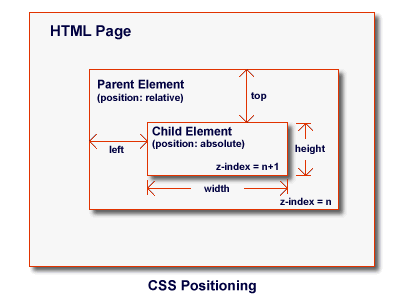 HTML Page
Parent Element
(position: relative)
top
Child Element
(position: absolute)
left
height
z-index = n+1
width
z-index = n
CSS Positioning